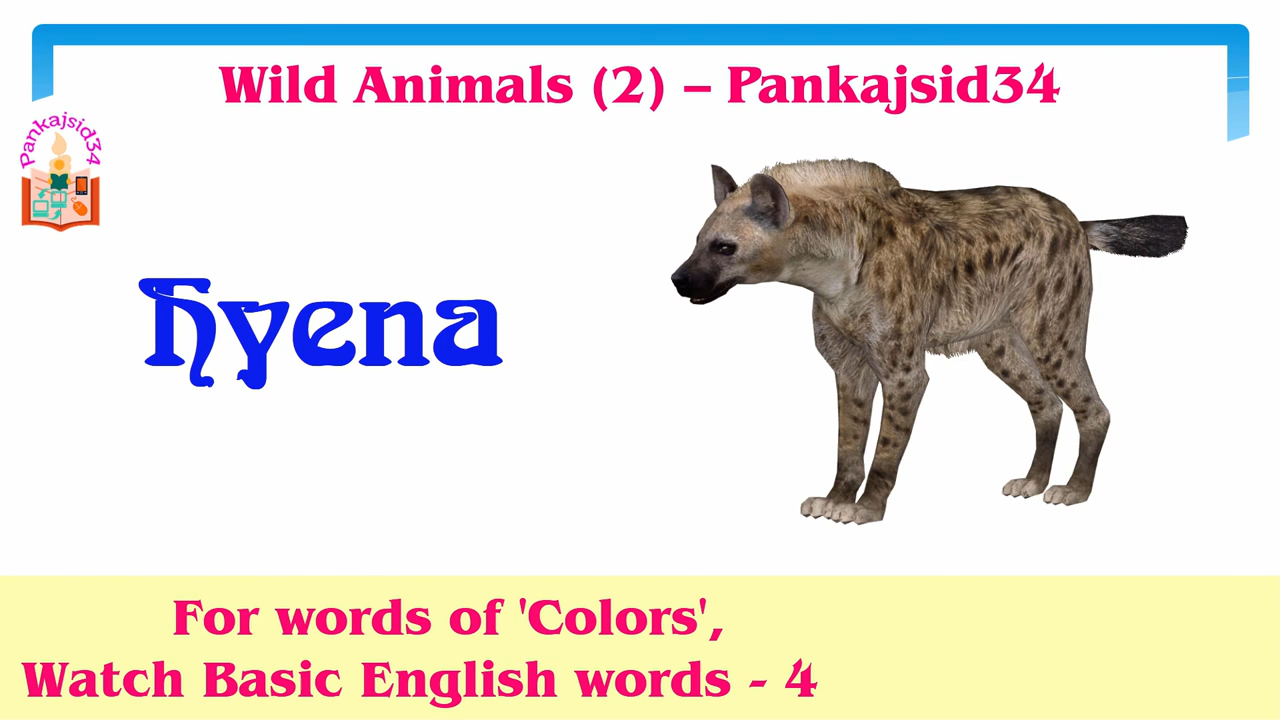 Wild Animals (2) – Pankajsid34
Pankajsid34
Hyena
For words of 'Colors',
Watch Basic English words - 4